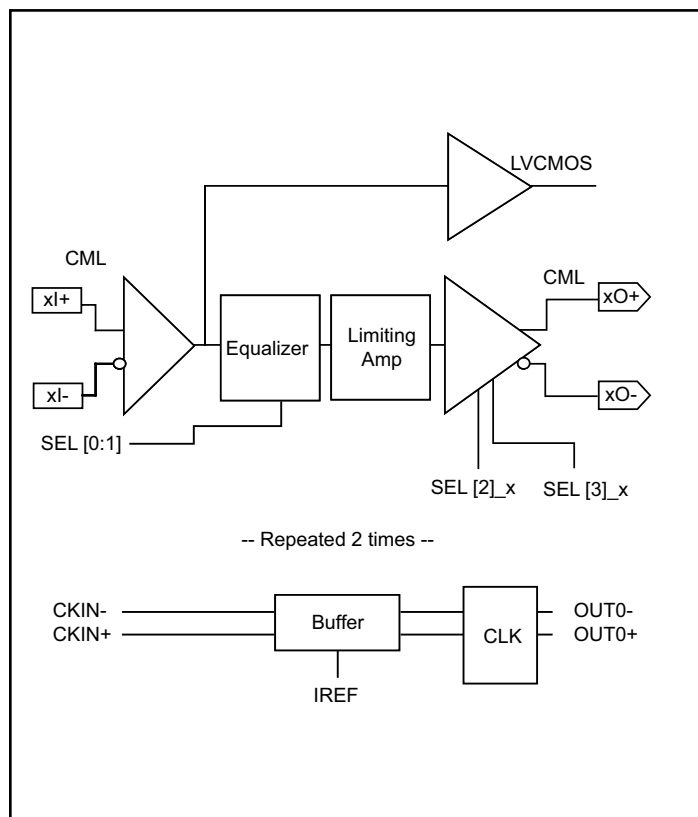 LVCMOS
CML
CML
xI+
xO+
Equalizer
Limiting
Amp
xI-
xO-
SEL [0:1]
SEL [2]_x
SEL [3]_x
-- Repeated 2 times --
CKIN-
CKIN+
Buffer
CLK
OUT0-
OUT0+
IREF